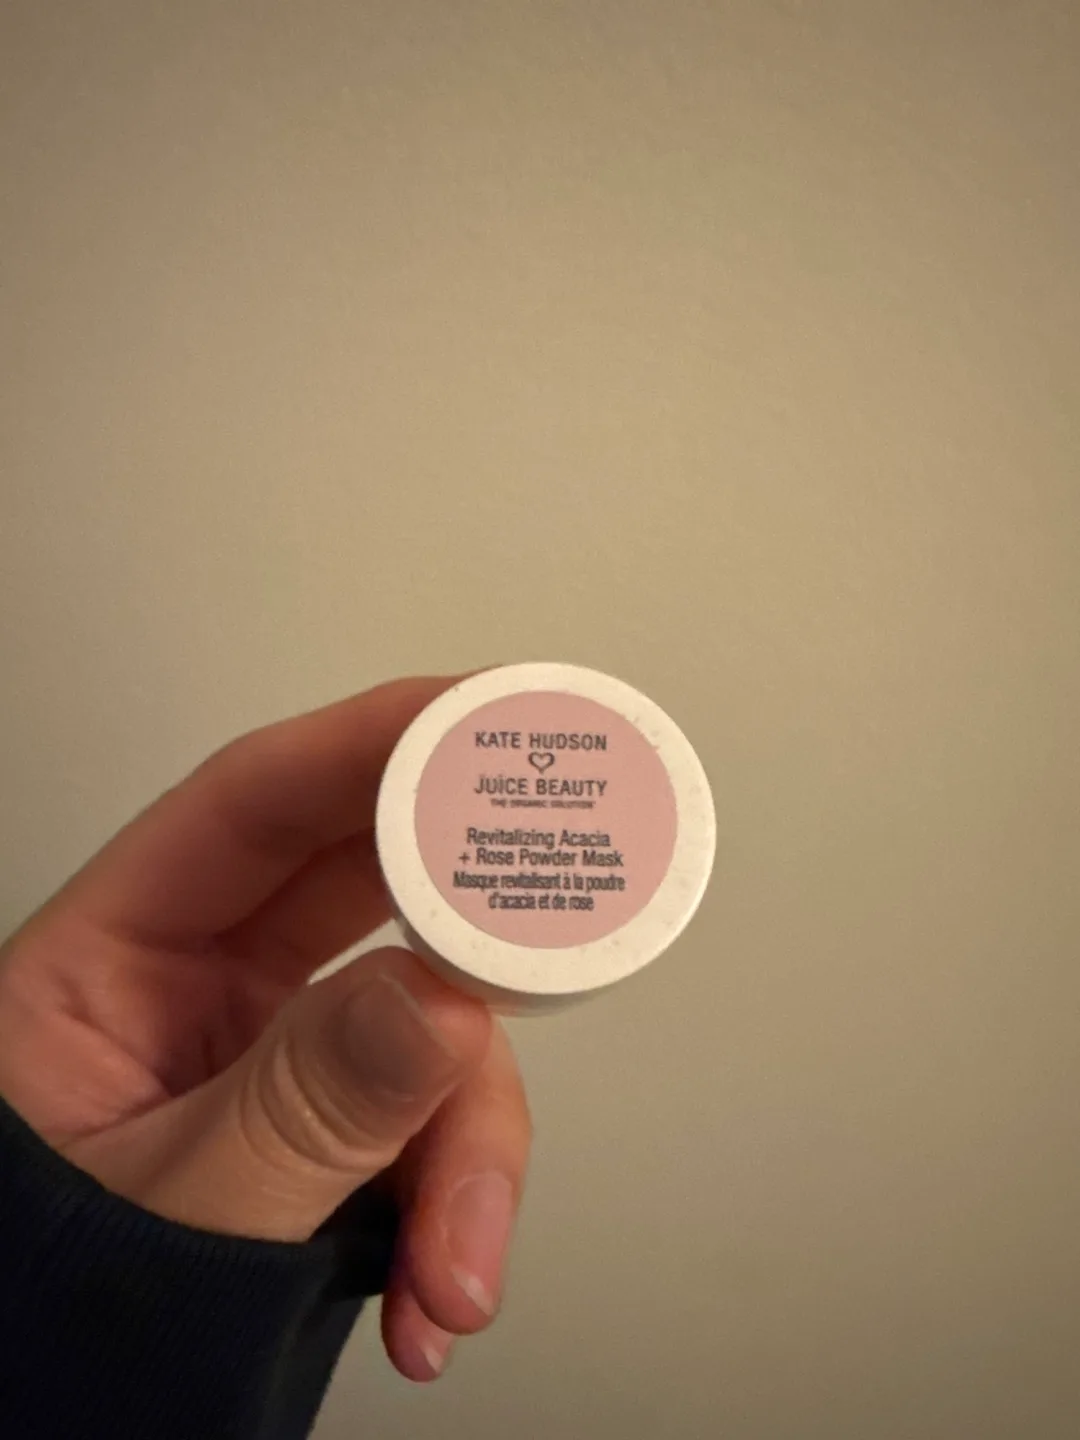 KATE HUDSON
JUICE BEAUTY
THE ORGANIC SOLUTION
Revitalizing Acacia
+ Rose Powder Mask
Masque revitalisant à la poudre
d'acacia et de rose